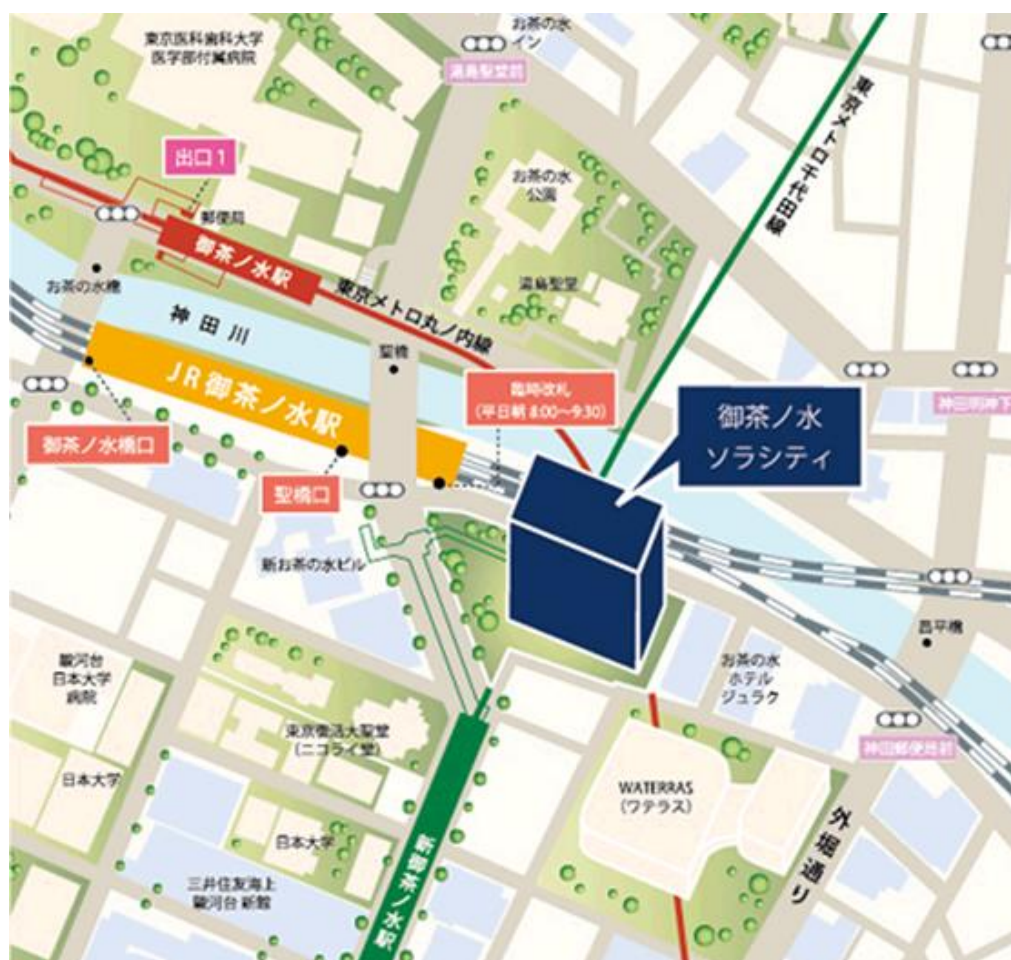 東京医科歯科大学
医学部付属病院
お茶の水
イン
湯島聖堂前
出口1
郵便局
御茶ノ水駅
お茶の水
公園
東京メトロ千代田線
お茶の水橋
神田川
東京メトロ丸ノ内線
湯島聖堂
聖橋
JR御茶ノ水駅
臨時改札
(平日朝 8:00〜9:30)
御茶ノ水
ソラシティ
神田明神下
御茶ノ水橋口
聖橋口
新お茶の水ビル
昌平橋
駿河台
日本大学
病院
お茶の水
ホテル
ジュラク
東京復活大聖堂
(ニコライ堂)
神田郵便局前
日本大学
WATERRAS
(ワテラス)
外堀通り
日本大学
新御茶ノ水駅
三井住友海上
駿河台 新館